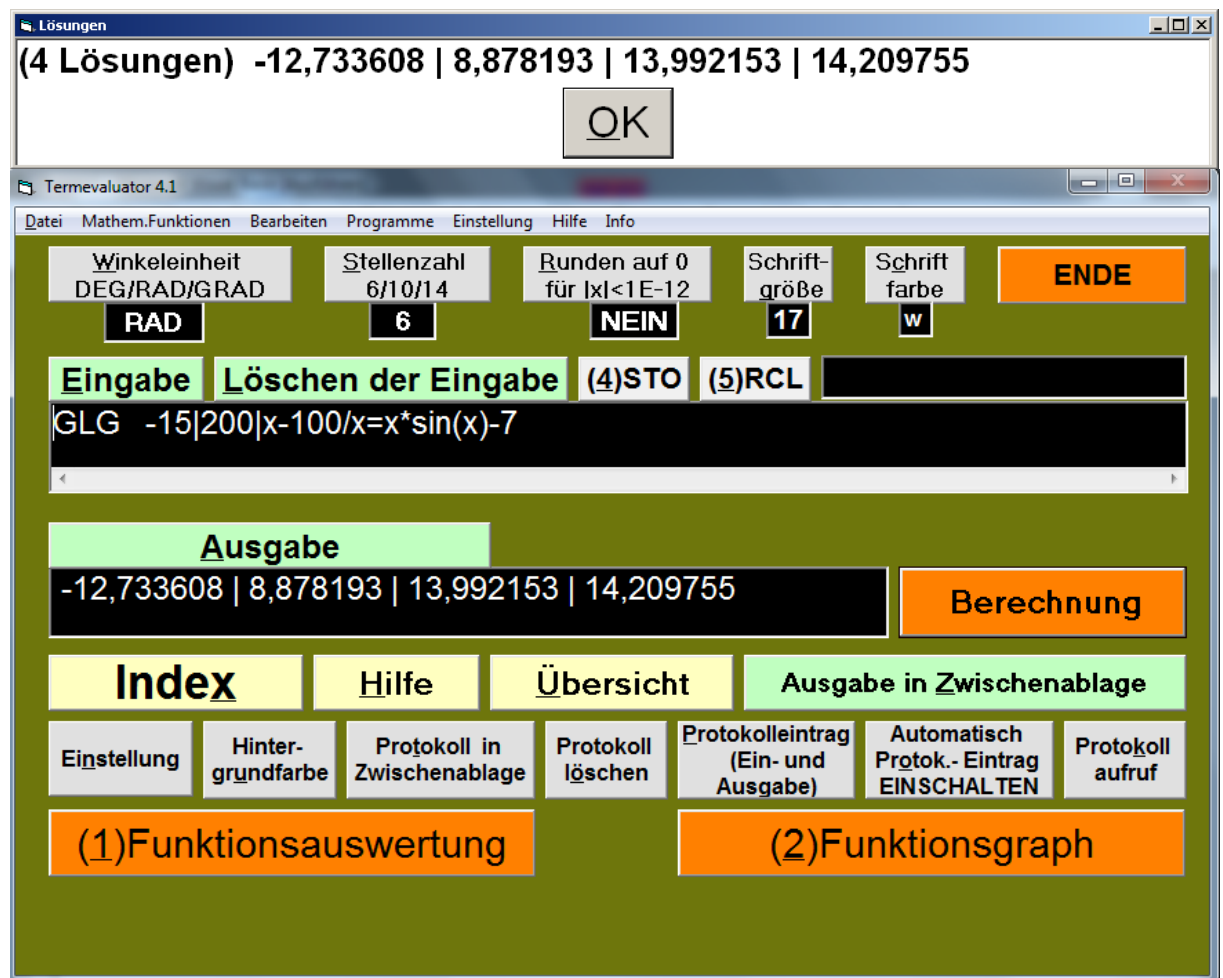 Lösungen
(4 Lösungen) -12,733608 | 8,878193 | 13,992153 | 14,209755
OK
Termevaluator 4.1
Datei Mathem.Funktionen Bearbeiten Programme Einstellung Hilfe Info
Winkeleinheit
DEG/RAD/GRAD
RAD
Stellenzahl
6/10/14
6
Runden auf 0
für |x|<1E-12
NEIN
Schrift-
größe
17
Schrift
farbe
w
ENDE
Eingabe
Löschen der Eingabe
(4)STO
(5)RCL
GLG -15|200|x-100/x=x*sin(x)-7
Ausgabe
-12,733608 | 8,878193 | 13,992153 | 14,209755
Berechnung
Index
Hilfe
Übersicht
Ausgabe in Zwischenablage
Einstellung
Hinter-
grundfarbe
Protokoll in
Zwischenablage
Protokoll
löschen
Protokolleintrag
(Ein- und
Ausgabe)
Automatisch
Protok.- Eintrag
EINSCHALTEN
Protokoll
aufruf
(1)Funktionsauswertung
(2)Funktionsgraph